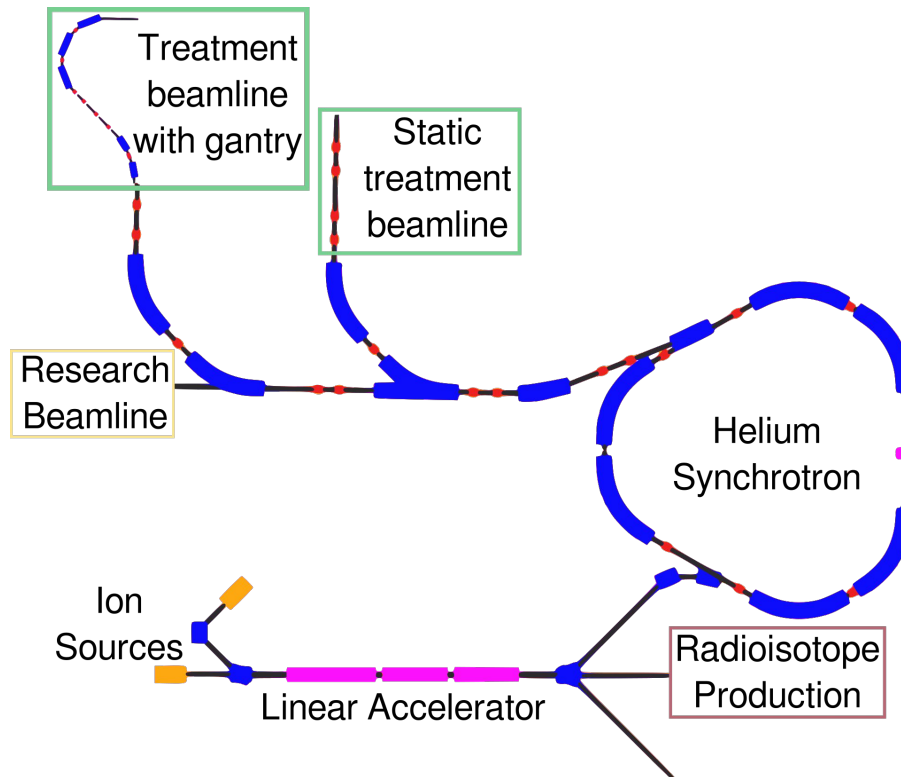 Treatment
beamline
with gantry
Static
treatment
beamline
Research
Beamline
Helium
Synchrotron
Ion
Sources
Linear Accelerator
Radioisotope
Production